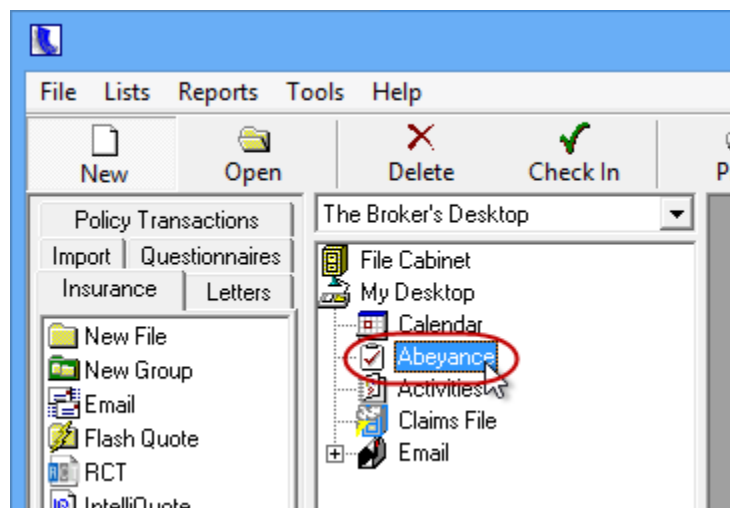 File Lists Reports Tools Help
New Open Delete Check In
Policy Transactions
Import Questionnaires
Insurance Letters
New File
New Group
Email
Flash Quote
RCT
IntelliQuote
The Broker's Desktop
File Cabinet
My Desktop
Calendar
Abeyance
Activities
Claims File
Email